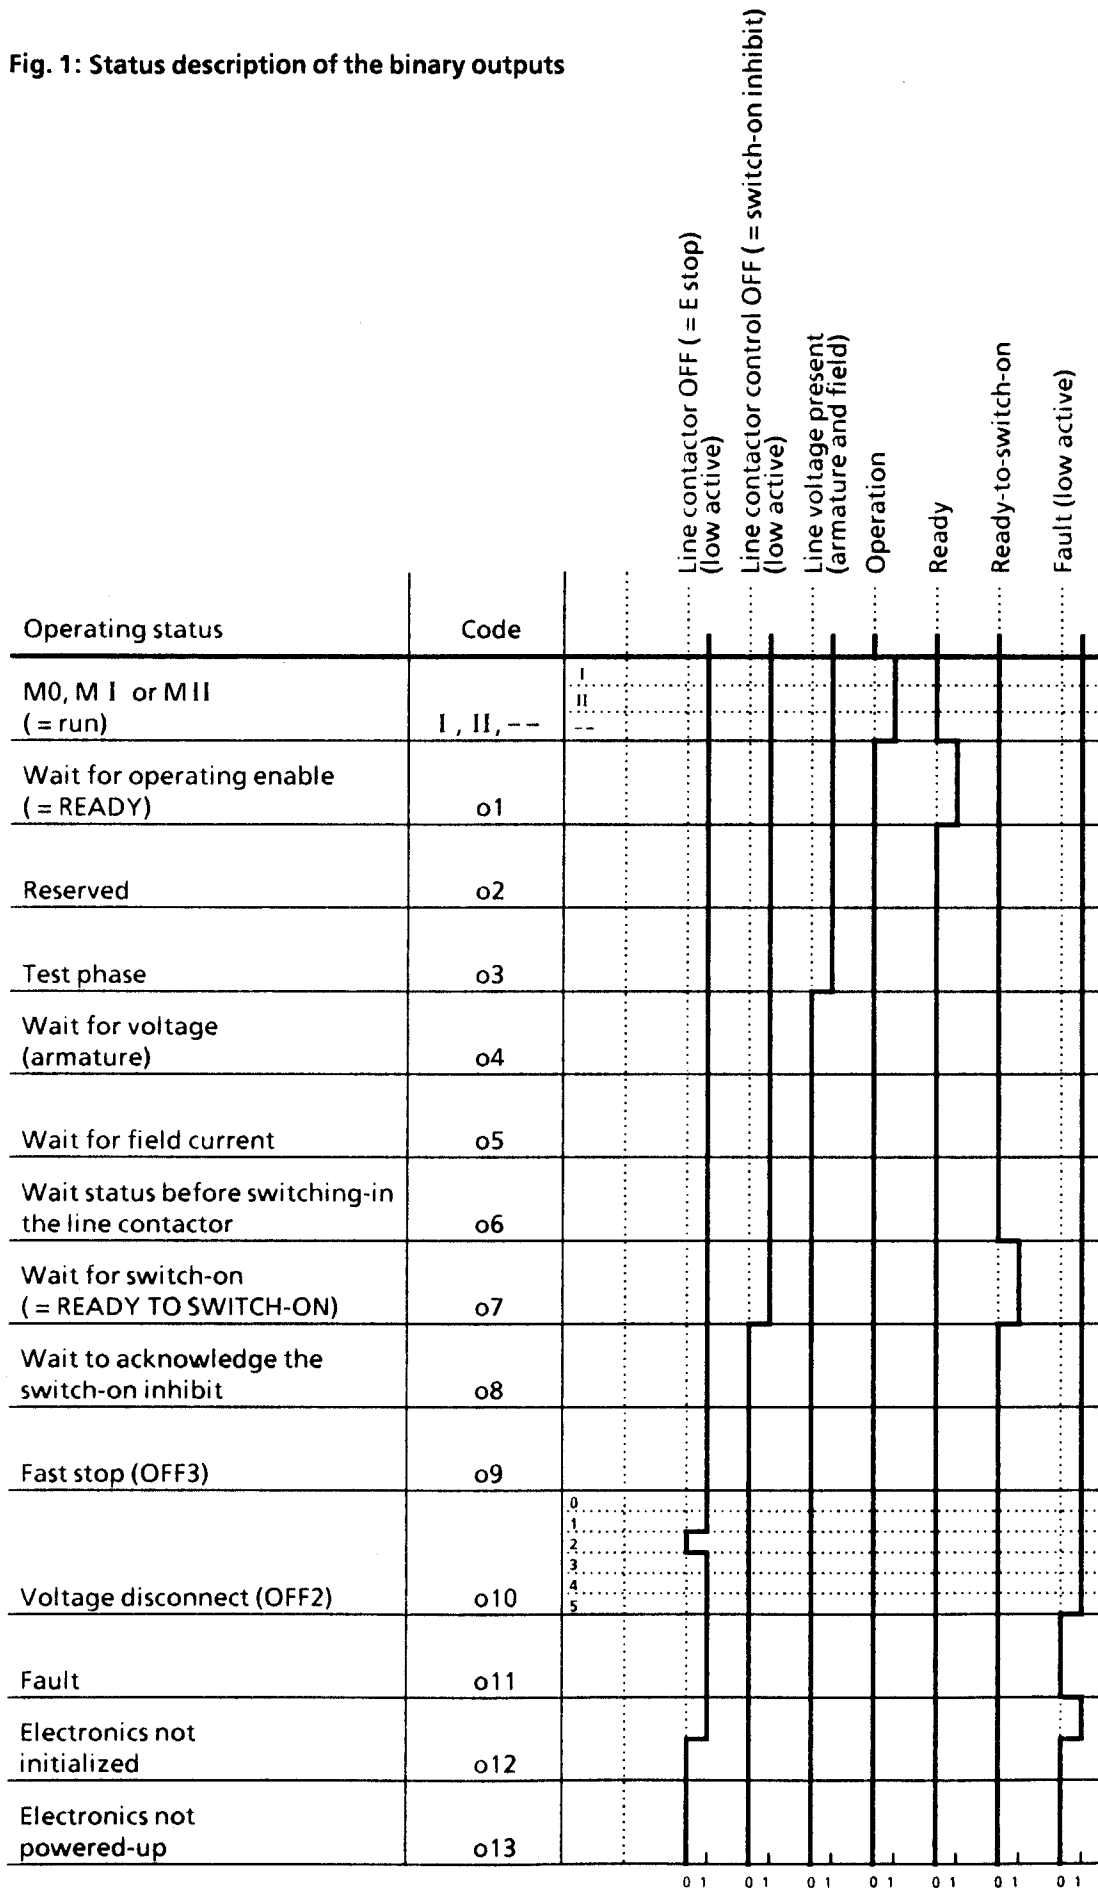 Fig. 1: Status description of the binary outputs
Line contactor OFF ( = E stop)
(low active)
Line contactor control OFF ( = switch-on inhibit)
(low active)
Line voltage present
(armature and field)
Operation
Ready
Ready-to-switch-on
Fault (low active)
Operating status
Code
M0, M I or M II
( = run)
I , II, --
I
II
--
Wait for operating enable
( = READY)
o1
Reserved
o2
Test phase
o3
Wait for voltage
(armature)
o4
Wait for field current
o5
Wait status before switching-in
the line contactor
o6
Wait for switch-on
( = READY TO SWITCH-ON)
o7
Wait to acknowledge the
switch-on inhibit
o8
Fast stop (OFF3)
o9
0
1
2
3
4
5
Voltage disconnect (OFF2)
o10
Fault
o11
Electronics not
initialized
o12
Electronics not
powered-up
o13
0 1 0 1 0 1 0 1 0 1 0 1 0 1